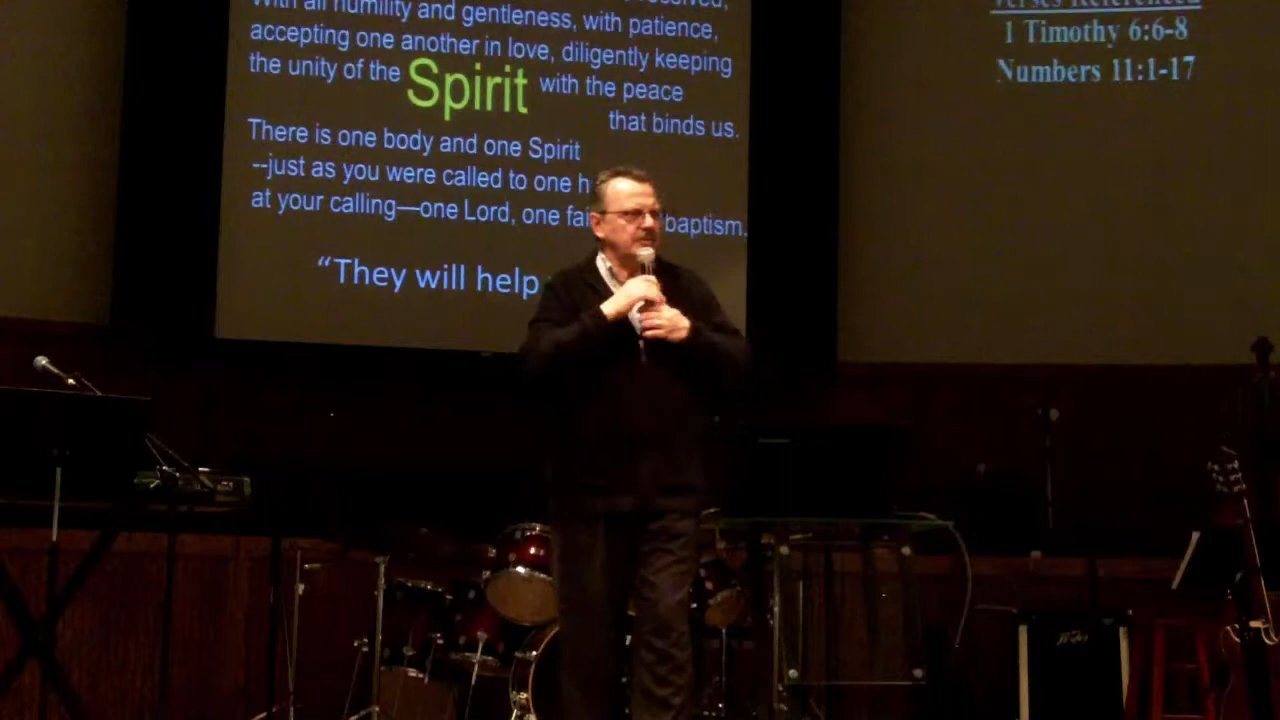 With all humility and gentleness, with patience,
accepting one another in love, diligently keeping
the unity of the Spirit with the peace
that binds us.
There is one body and one Spirit
--just as you were called to one h
at your calling—one Lord, one fai baptism.
“They will help
Verses Referenced
1 Timothy 6:6-8
Numbers 11:1-17
Peavey